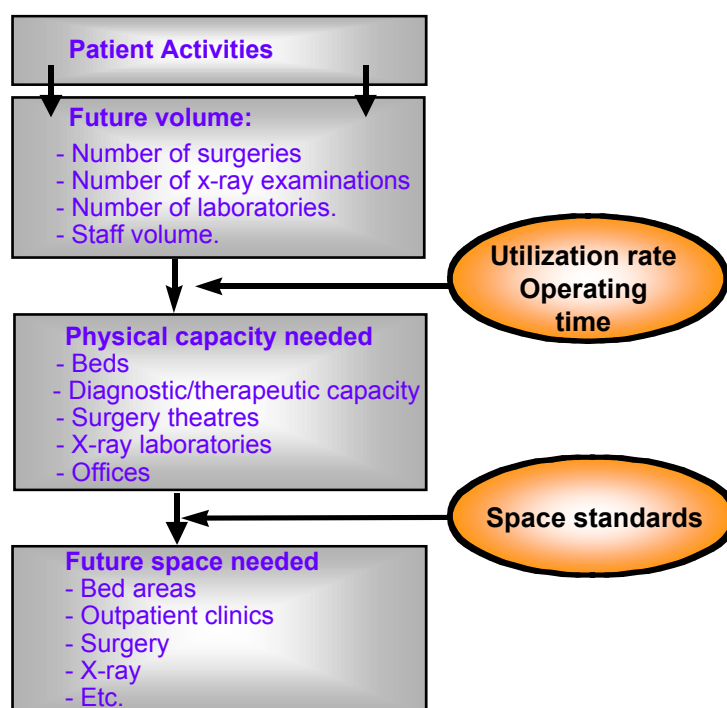 Patient Activities
Future volume:
- Number of surgeries
- Number of x-ray examinations
- Number of laboratories.
- Staff volume.
Utilization rate
Operating
time
Physical capacity needed
- Beds
- Diagnostic/therapeutic capacity
- Surgery theatres
- X-ray laboratories
- Offices
Space standards
Future space needed
- Bed areas
- Outpatient clinics
- Surgery
- X-ray
- Etc.